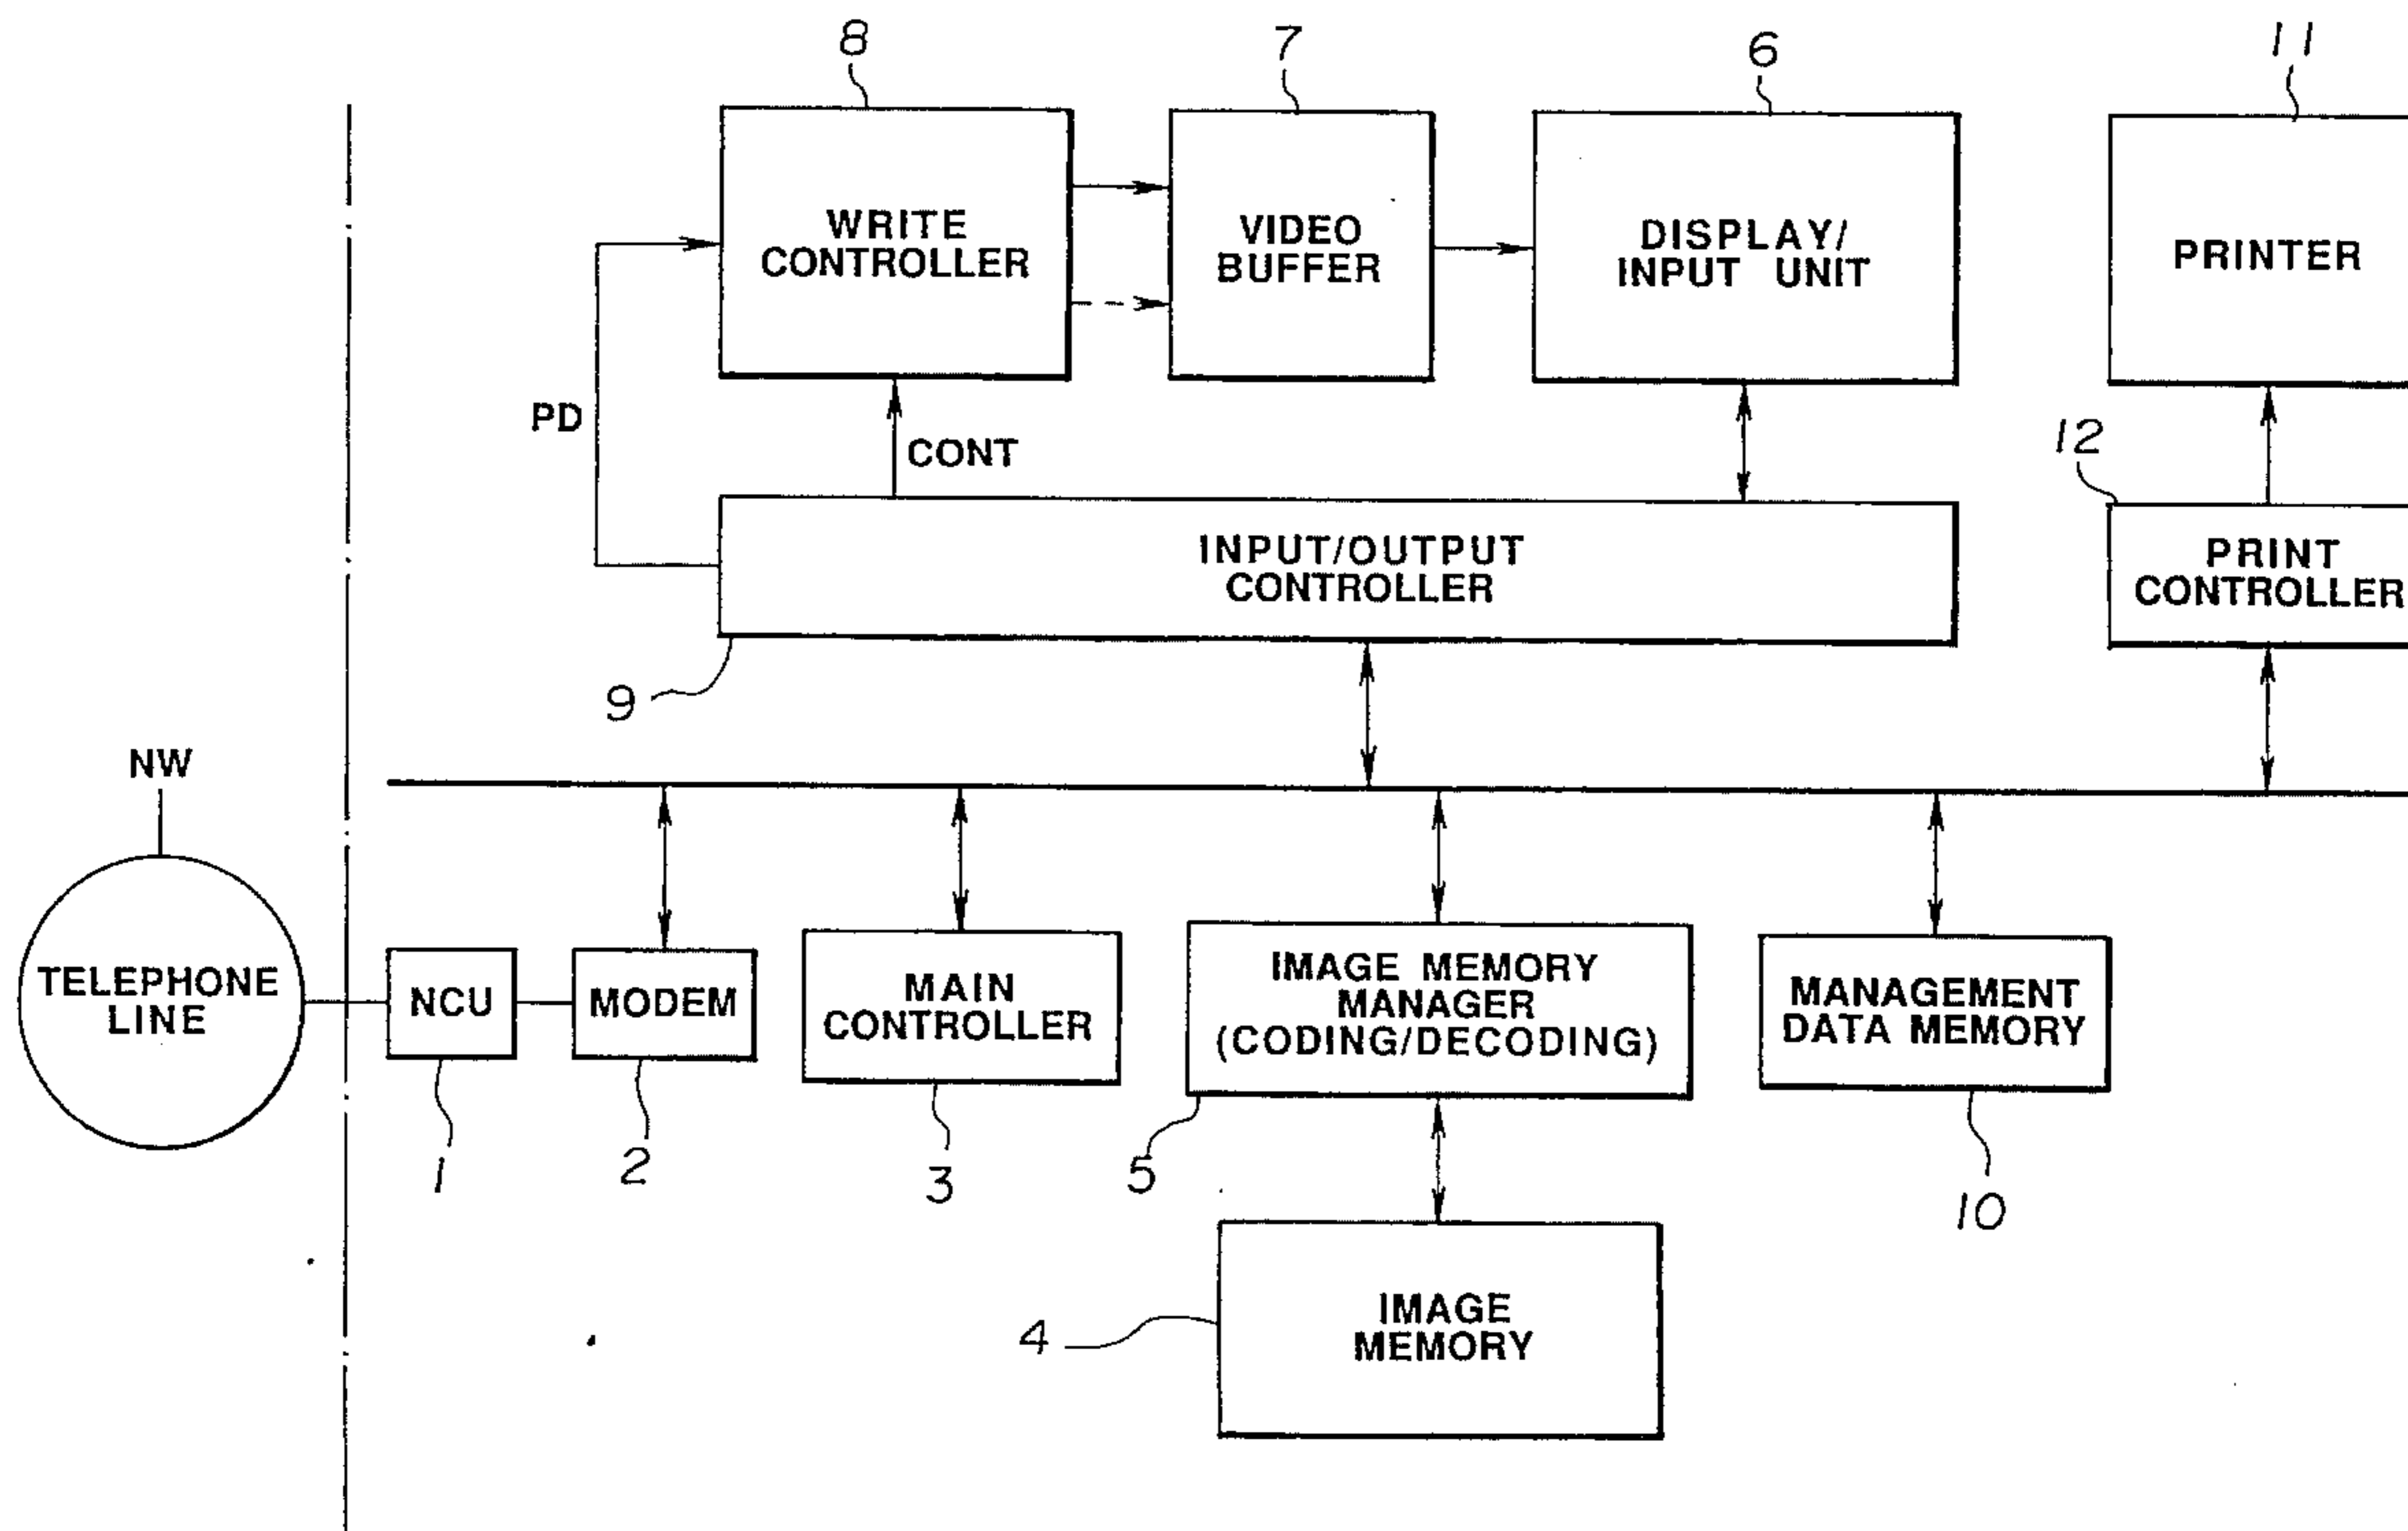 8
7
6
11
WRITE
CONTROLLER
VIDEO
BUFFER
DISPLAY/
INPUT UNIT
PRINTER
PD
CONT
12
INPUT/OUTPUT
CONTROLLER
PRINT
CONTROLLER
9
NW
TELEPHONE
LINE
NCU
MODEM
MAIN
CONTROLLER
IMAGE MEMORY
MANAGER
(CODING/DECODING)
MANAGEMENT
DATA MEMORY
1
2
3
5
10
4
IMAGE
MEMORY